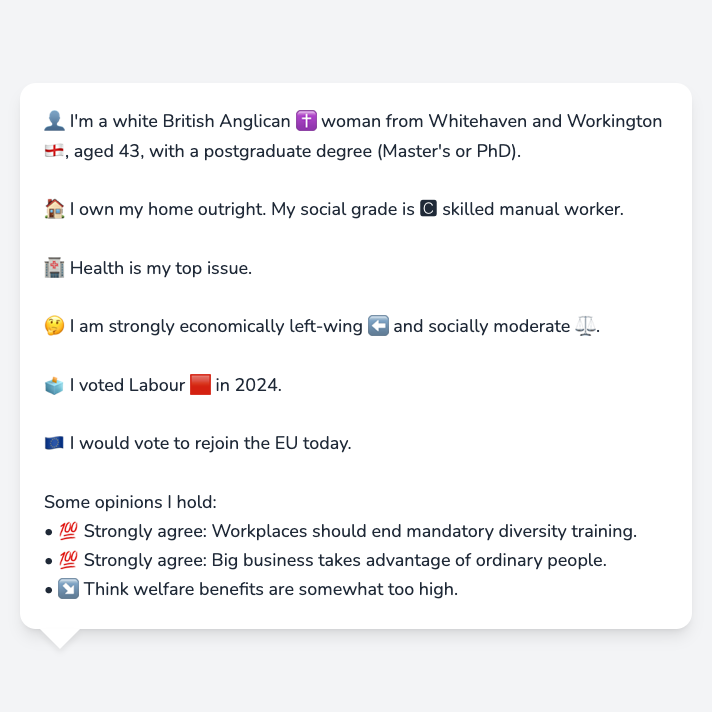 👤 I'm a white British Anglican ✝️ woman from Whitehaven and Workington
🏴󠁧󠁢󠁥󠁮󠁧󠁿, aged 43, with a postgraduate degree (Master's or PhD).
🏠 I own my home outright. My social grade is 🅲 skilled manual worker.
🏥 Health is my top issue.
🤔 I am strongly economically left-wing ⬅️ and socially moderate ⚖️.
🗳️ I voted Labour 🟥 in 2024.
🇪🇺 I would vote to rejoin the EU today.
Some opinions I hold:
• 💯 Strongly agree: Workplaces should end mandatory diversity training.
• 💯 Strongly agree: Big business takes advantage of ordinary people.
• ↘️ Think welfare benefits are somewhat too high.